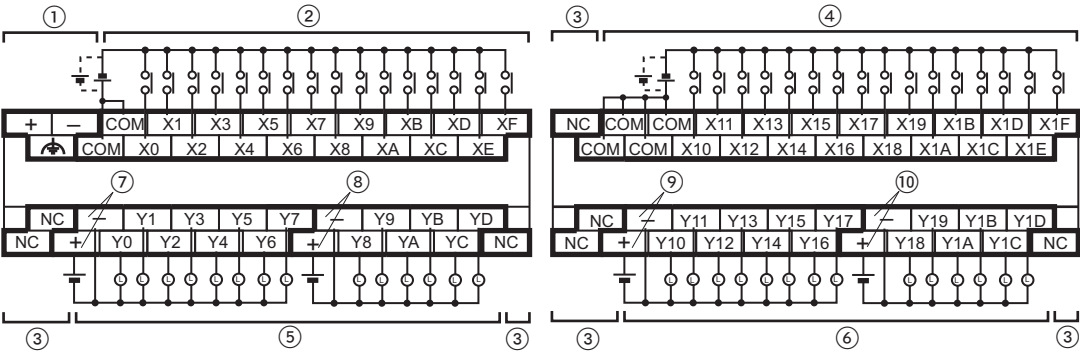 ① ② ③ ④
+ − COM X1 X3 X5 X7 X9 XB XD XF NC COM COM X11 X13 X15 X17 X19 X1B X1D X1F
COM X0 X2 X4 X6 X8 XA XC XE COM COM X10 X12 X14 X16 X18 X1A X1C X1E
⑦ ⑧ ⑨ ⑩
NC − Y1 Y3 Y5 Y7 − Y9 YB YD NC − Y11 Y13 Y15 Y17 − Y19 Y1B Y1D
NC + Y0 Y2 Y4 Y6 + Y8 YA YC NC NC + Y10 Y12 Y14 Y16 + Y18 Y1A Y1C NC
L L L L L L L L L L L L L L L L L L L L L L L L L L L L
③ ⑤ ③ ③ ⑥ ③